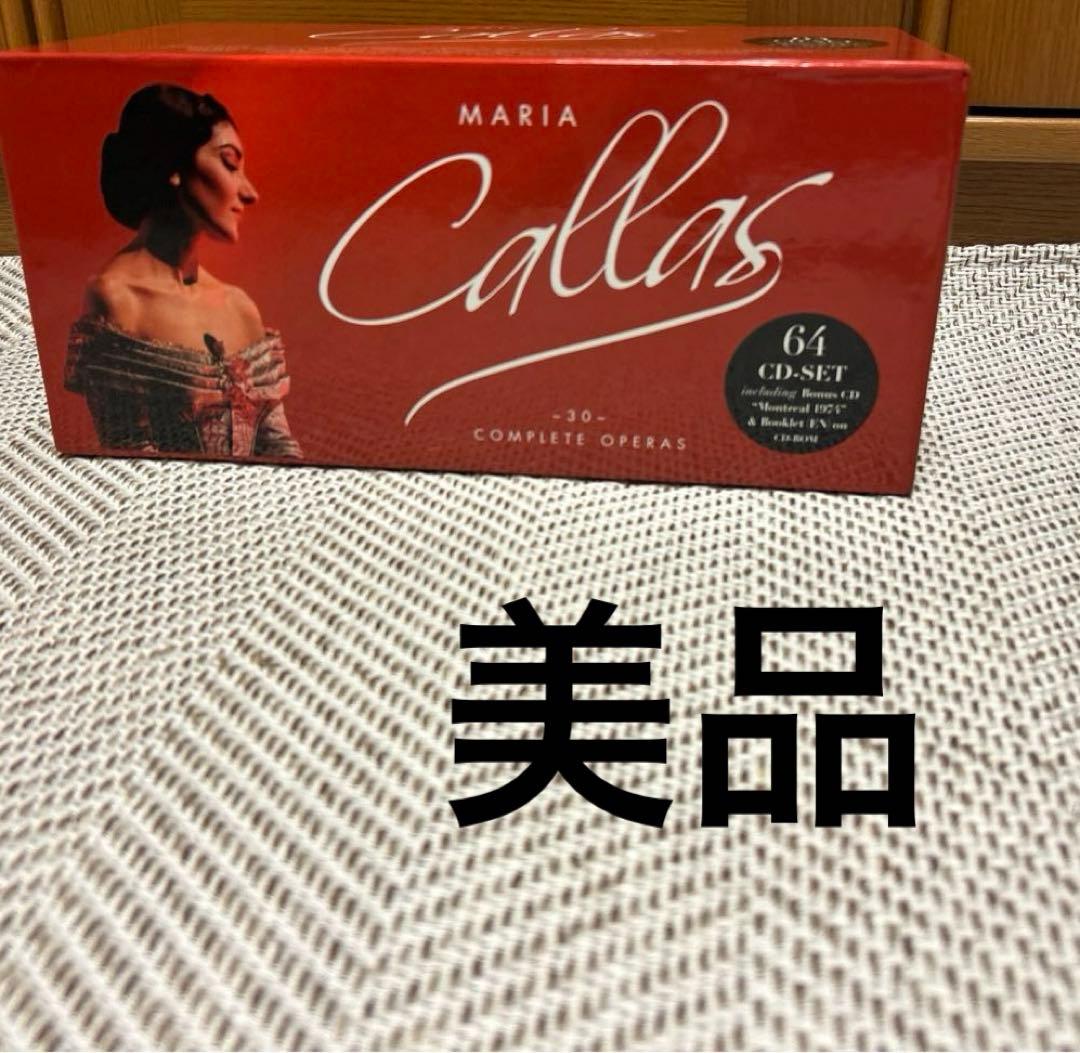 MARIA
Callas
-30-
COMPLETE OPERAS
64
CD-SET
including Bonus CD
"Montreal 1974"
& Booklet (EN) on
CD-ROM
美品